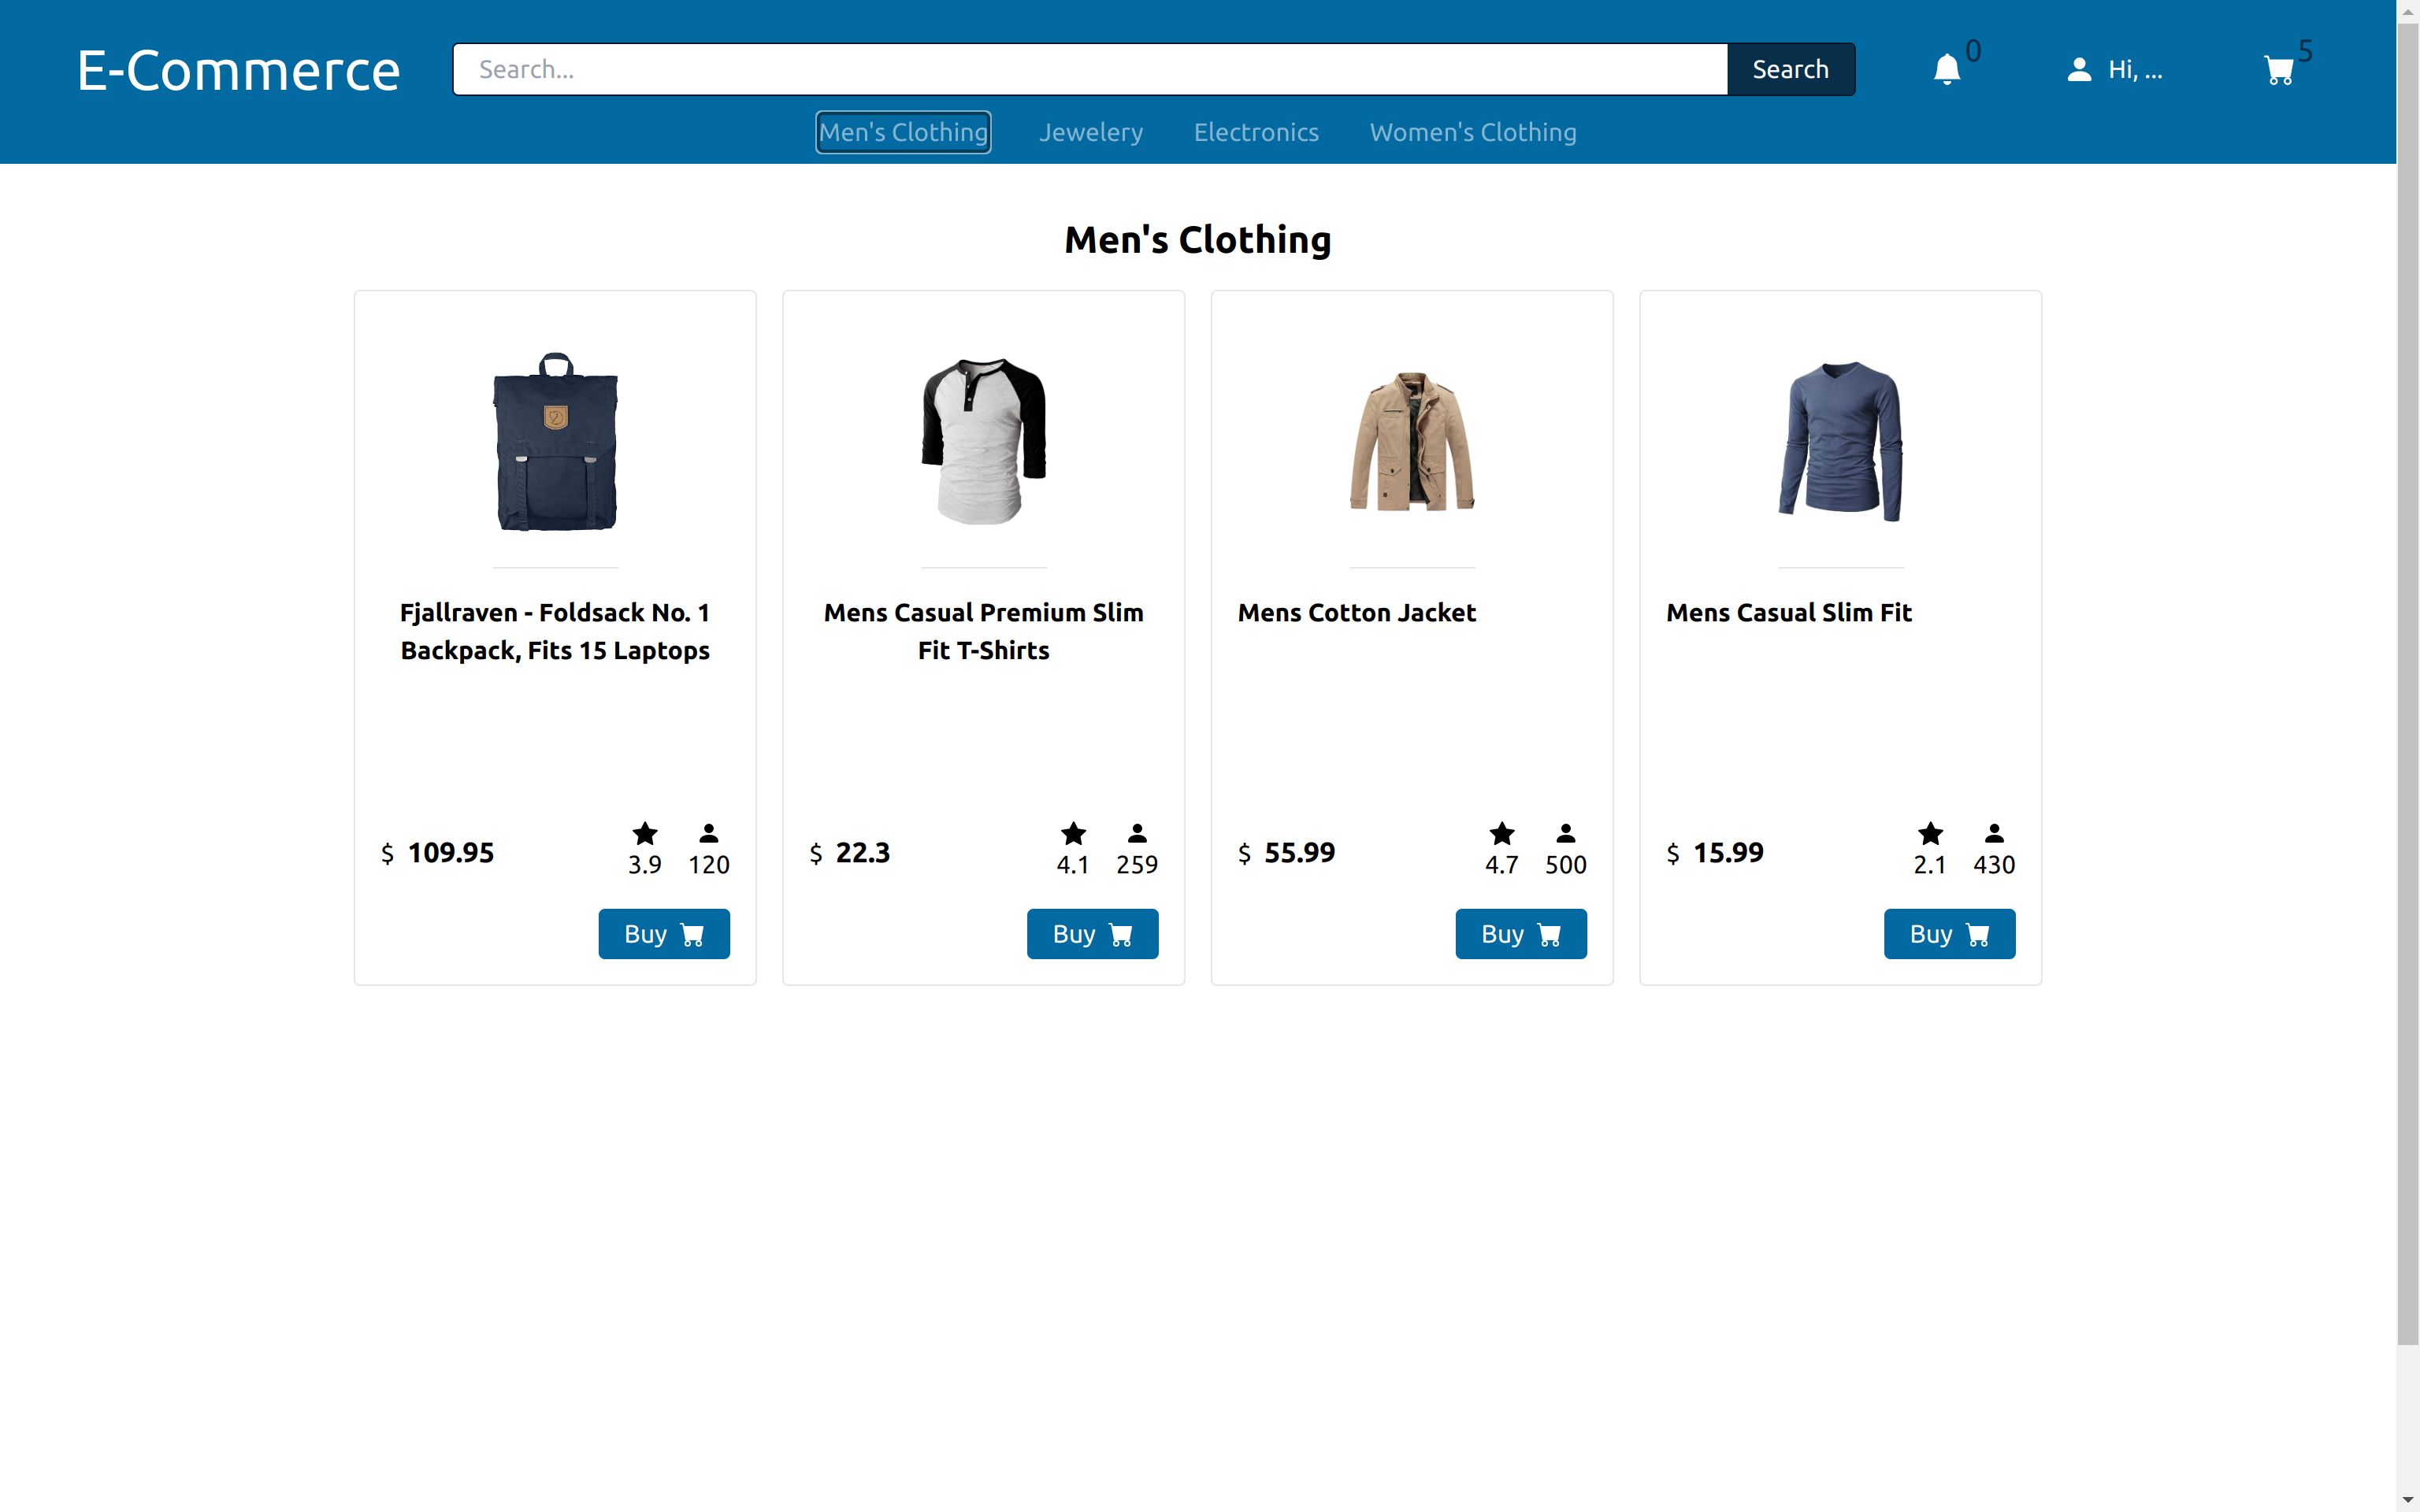 E-Commerce
Search...
Search
0
Hi, ...
5
Men's Clothing
Jewelery
Electronics
Women's Clothing
Men's Clothing
Fjallraven - Foldsack No. 1
Backpack, Fits 15 Laptops
$ 109.95
3.9
120
Buy
Mens Casual Premium Slim
Fit T-Shirts
$ 22.3
4.1
259
Buy
Mens Cotton Jacket
$ 55.99
4.7
500
Buy
Mens Casual Slim Fit
$ 15.99
2.1
430
Buy